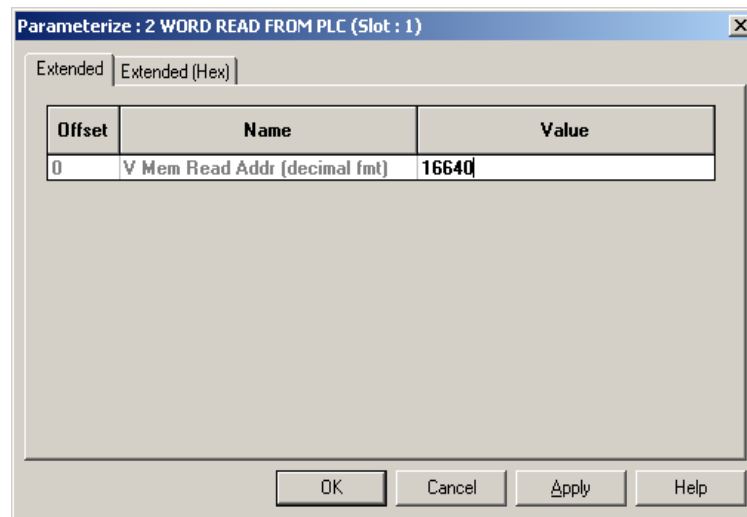 Parameterize : 2 WORD READ FROM PLC (Slot : 1)
Extended Extended (Hex)
Offset Name Value
0 V Mem Read Addr (decimal fmt) 16640
OK Cancel Apply Help